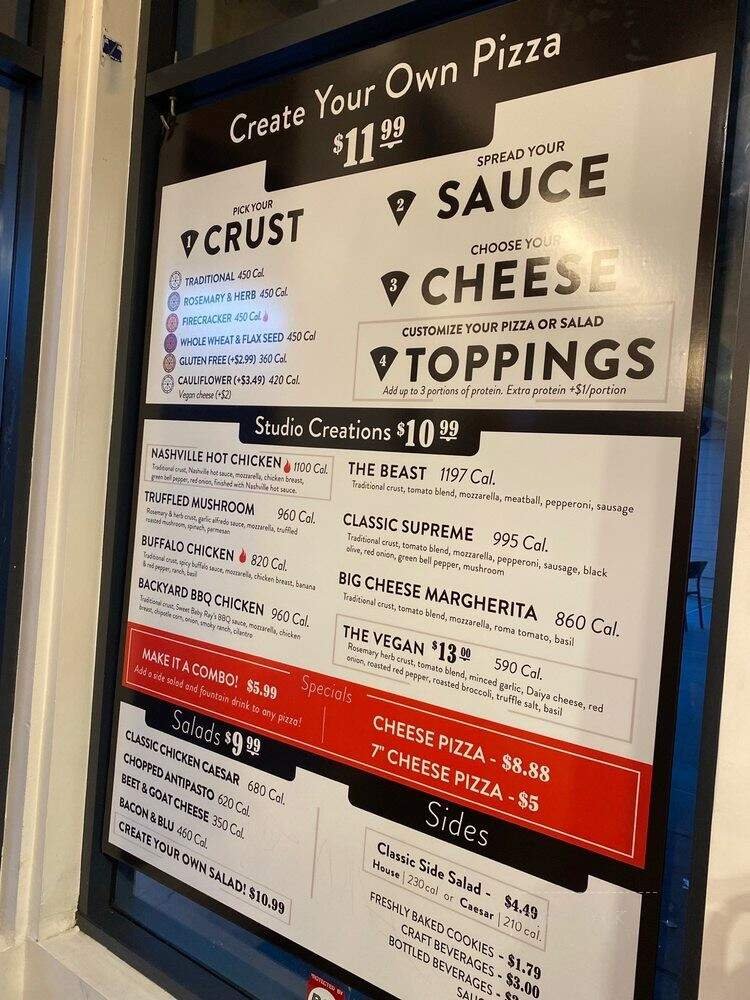 Create Your Own Pizza
$11.99
1 PICK YOUR
CRUST
TRADITIONAL 450 Cal.
ROSEMARY & HERB 450 Cal.
FIRECRACKER 450 Cal.
WHOLE WHEAT & FLAX SEED 450 Cal
GLUTEN FREE (+$2.99) 360 Cal.
CAULIFLOWER (+$3.49) 420 Cal.
Vegan cheese (+$2)
2 SPREAD YOUR
SAUCE
3 CHOOSE YOUR
CHEESE
CUSTOMIZE YOUR PIZZA OR SALAD
4 TOPPINGS
Add up to 3 portions of protein. Extra protein +$1/portion
Studio Creations $10.99
NASHVILLE HOT CHICKEN 1100 Cal.
Traditional crust, Nashville hot sauce, mozzarella, chicken breast,
green bell pepper, red onion, finished with Nashville hot sauce.
TRUFFLED MUSHROOM 960 Cal.
Rosemary & herb crust, garlic alfredo sauce, mozzarella, truffled
roasted mushroom, spinach, parmesan
BUFFALO CHICKEN 820 Cal.
Traditional crust, spicy buffalo sauce, mozzarella, chicken breast, banana
& red pepper, ranch, basil
BACKYARD BBQ CHICKEN 960 Cal.
Traditional crust, Sweet Baby Ray's BBQ sauce, mozzarella, chicken
breast, chipotle corn, onion, smoky ranch, cilantro
THE BEAST 1197 Cal.
Traditional crust, tomato blend, mozzarella, meatball, pepperoni, sausage
CLASSIC SUPREME 995 Cal.
Traditional crust, tomato blend, mozzarella, pepperoni, sausage, black
olive, red onion, green bell pepper, mushroom
BIG CHEESE MARGHERITA 860 Cal.
Traditional crust, tomato blend, mozzarella, roma tomato, basil
THE VEGAN $13.00 590 Cal.
Rosemary herb crust, tomato blend, minced garlic, Daiya cheese, red
onion, roasted red pepper, roasted broccoli, truffle salt, basil
Specials
MAKE IT A COMBO! $5.99
Add a side salad and fountain drink to any pizza!
CHEESE PIZZA - $8.88
7" CHEESE PIZZA - $5
Salads $9.99
CLASSIC CHICKEN CAESAR 680 Cal.
CHOPPED ANTIPASTO 620 Cal.
BEET & GOAT CHEESE 350 Cal.
BACON & BLU 460 Cal.
CREATE YOUR OWN SALAD! $10.99
Sides
Classic Side Salad - $4.49
House | 230 cal or Caesar | 210 cal.
FRESHLY BAKED COOKIES - $1.79
CRAFT BEVERAGES - $3.00
BOTTLED BEVERAGES -
PROTECTED BY